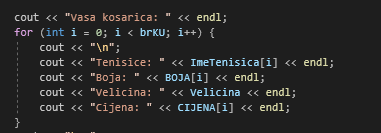 cout << "Vasa kosarica: " << endl;
for (int i = 0; i < brKU; i++) {
cout << "\n";
cout << "Tenisice: " << ImeTenisica[i] << endl;
cout << "Boja: " << BOJA[i] << endl;
cout << "Velicina: " << Velicina << endl;
cout << "Cijena: " << CIJENA[i] << endl;
}